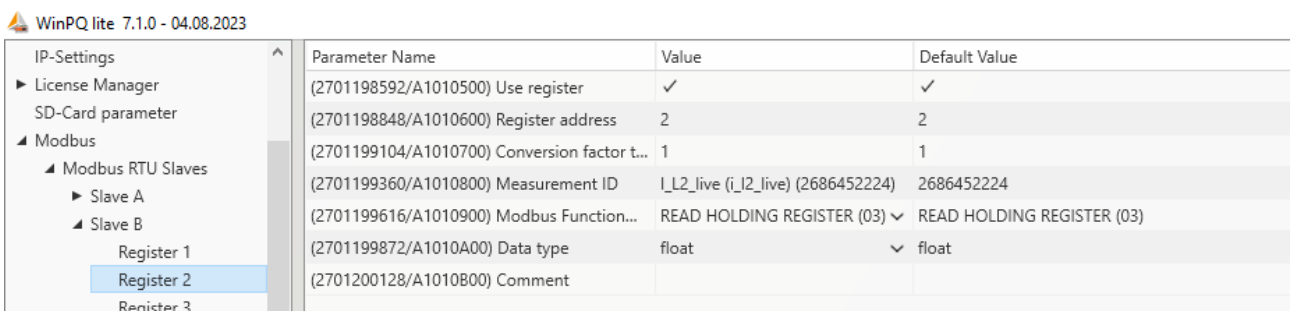 WinPQ lite 7.1.0 - 04.08.2023
IP-Settings
License Manager
SD-Card parameter
Modbus
Modbus RTU Slaves
Slave A
Slave B
Register 1
Register 2
Register 3
Parameter Name Value Default Value
(2701198592/A1010500) Use register ✓ ✓
(2701198848/A1010600) Register address 2 2
(2701199104/A1010700) Conversion factor t... 1 1
(2701199360/A1010800) Measurement ID I_L2_live (i_l2_live) (2686452224) 2686452224
(2701199616/A1010900) Modbus Function... READ HOLDING REGISTER (03) READ HOLDING REGISTER (03)
(2701199872/A1010A00) Data type float float
(2701200128/A1010B00) Comment